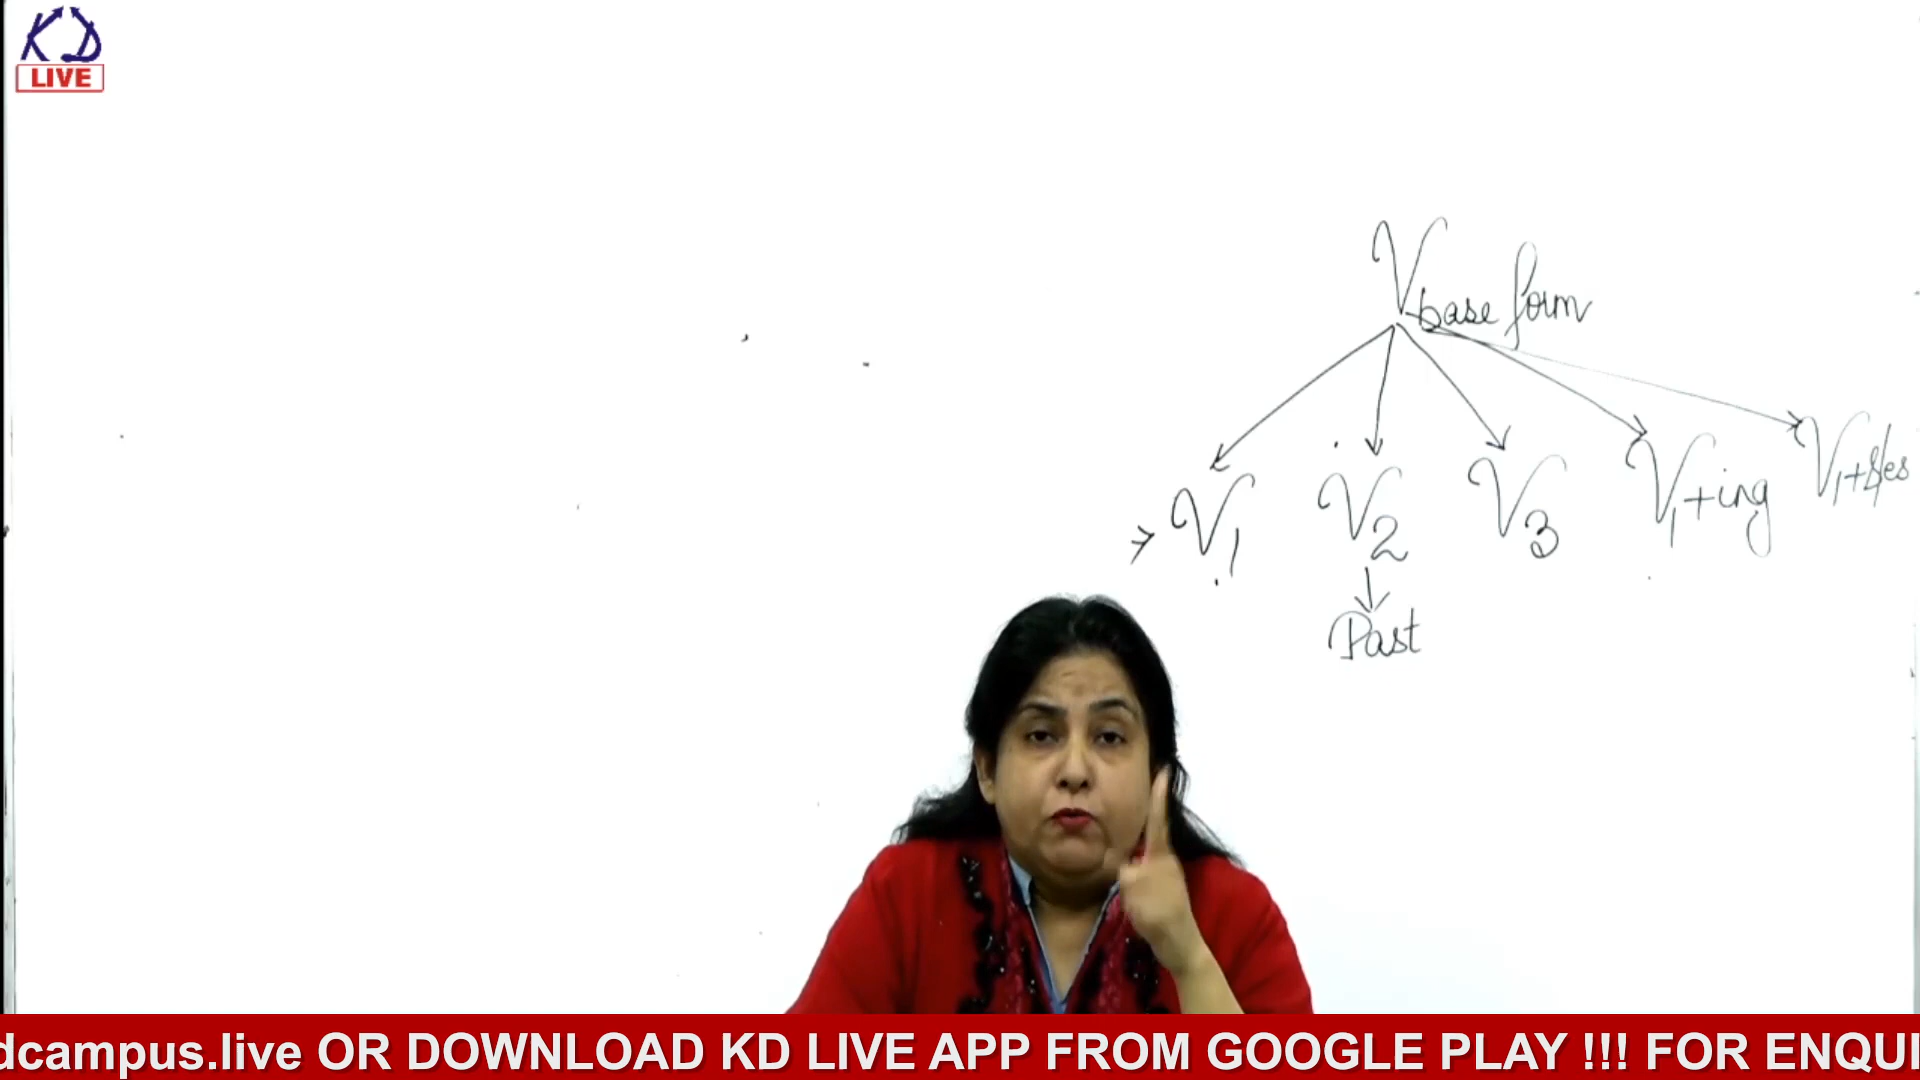 KD
LIVE
V base form
V1 V2 V3 V1+ing V1+s/es
Past
dcampus.live OR DOWNLOAD KD LIVE APP FROM GOOGLE PLAY !!! FOR ENQUI